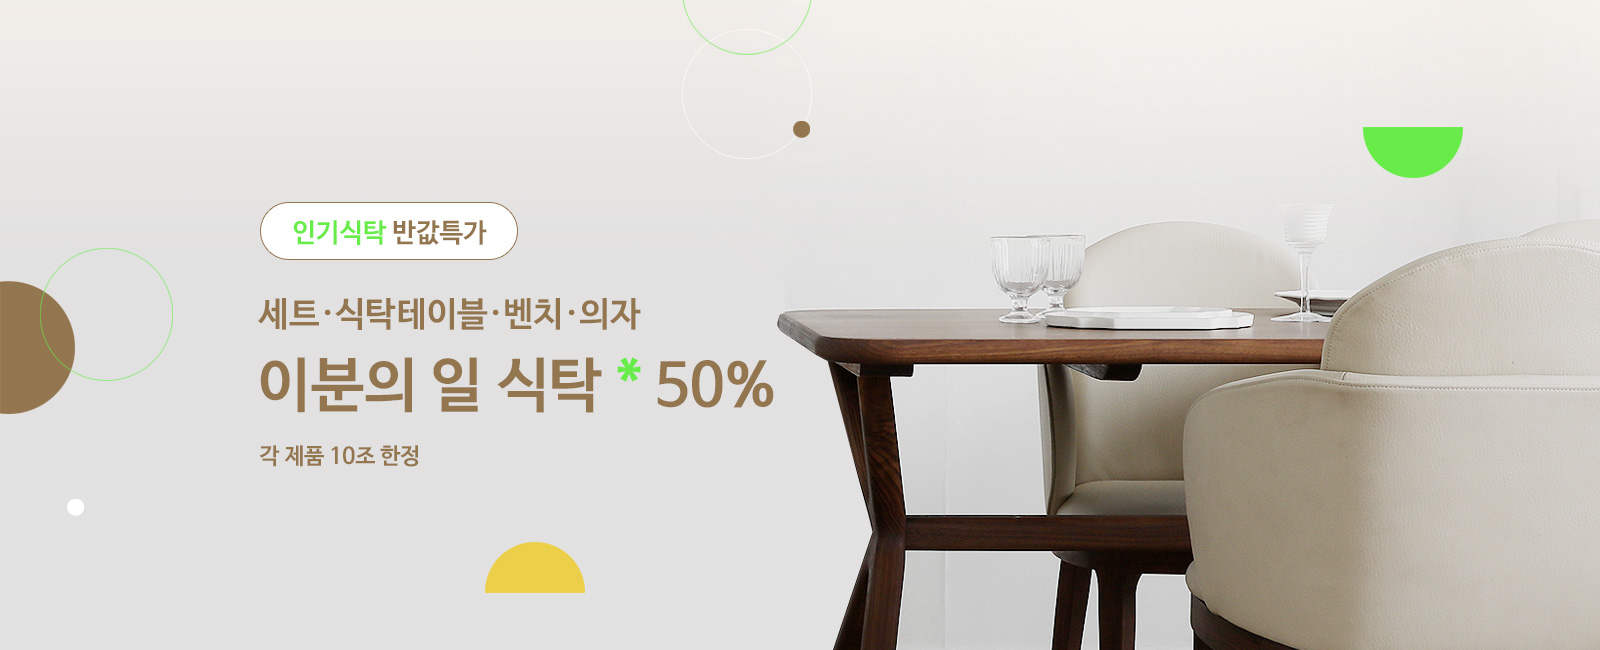 인기식탁 반값특가
세트·식탁테이블·벤치·의자
이분의 일 식탁 * 50%
각 제품 10조 한정